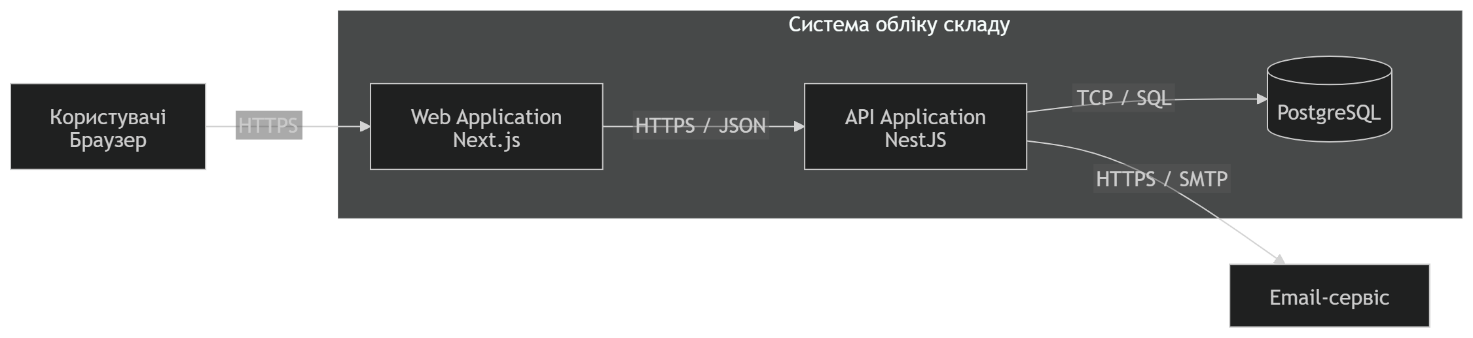 Система обліку складу
Користувачі
Браузер
HTTPS
Web Application
Next.js
HTTPS / JSON
API Application
NestJS
TCP / SQL
PostgreSQL
HTTPS / SMTP
Email-сервіс